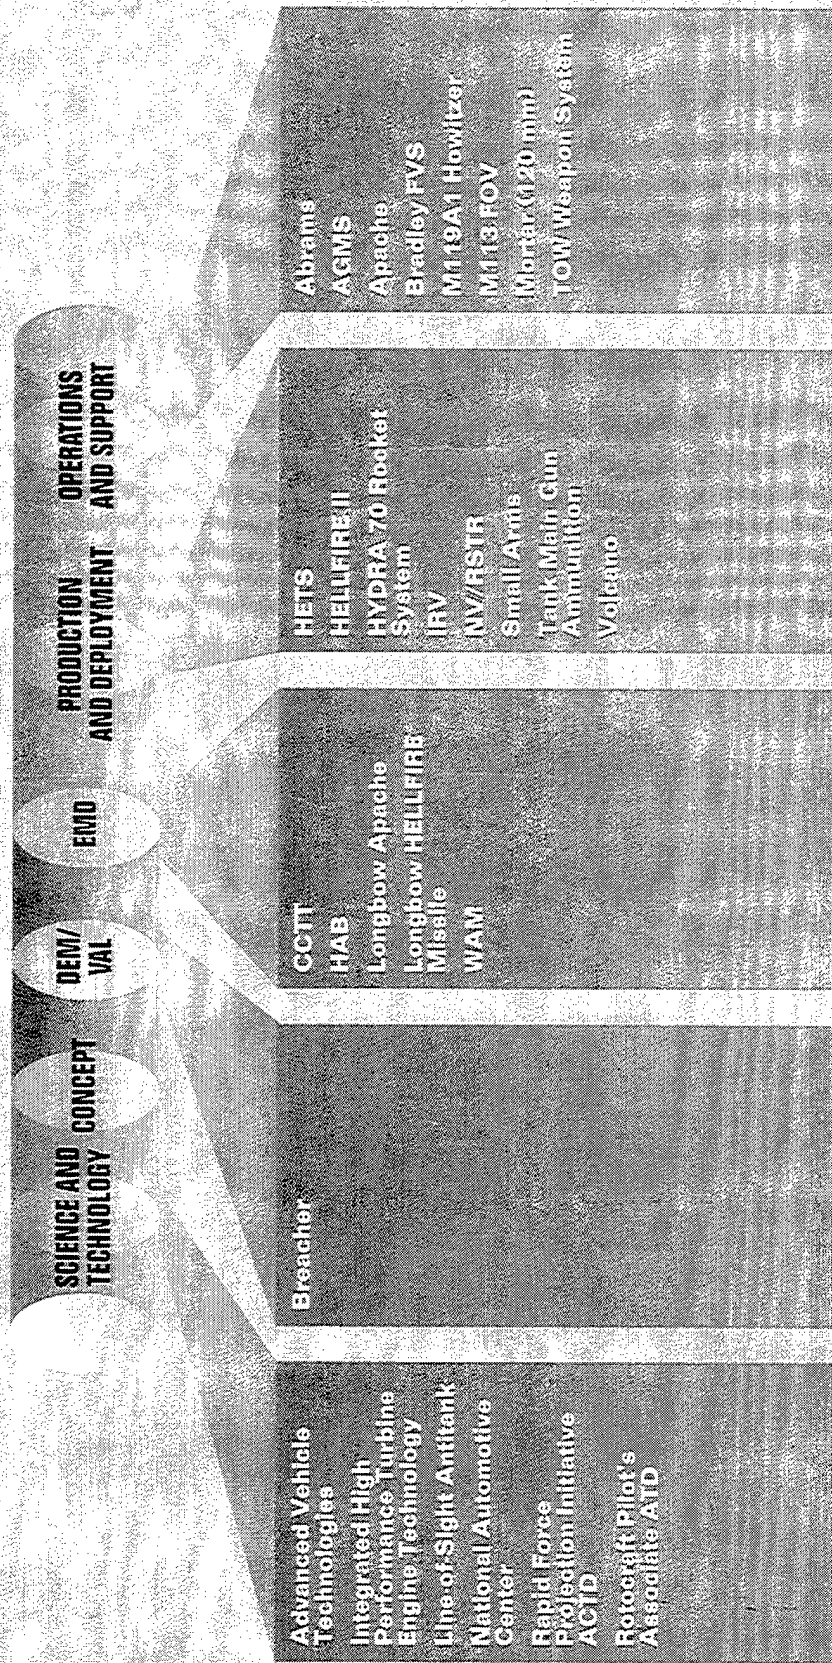 SCIENCE AND
TECHNOLOGY
CONCEPT
DEM/
VAL
EMD
PRODUCTION
AND DEPLOYMENT
OPERATIONS
AND SUPPORT
Advanced Vehicle
Technologies
Integrated High
Performance Turbine
Engine Technology
Line-of-Sight Antitank
National Automotive
Center
Rapid Force
Projection Initiative
ACTD
Rotocraft Pilot's
Associate ATD
Breacher
CCTT
HAB
Longbow Apache
Longbow HELLFIRE
Missile
WAM
HETS
HELLFIRE II
HYDRA 70 Rocket
System
IRV
NV/RSTR
Small Arms
Tank Main Gun
Ammunition
Volcano
Abrams
AGMS
Apache
Bradley FVS
M119A1 Howitzer
M113 FOV
Mortar (120 mm)
TOW Weapon System